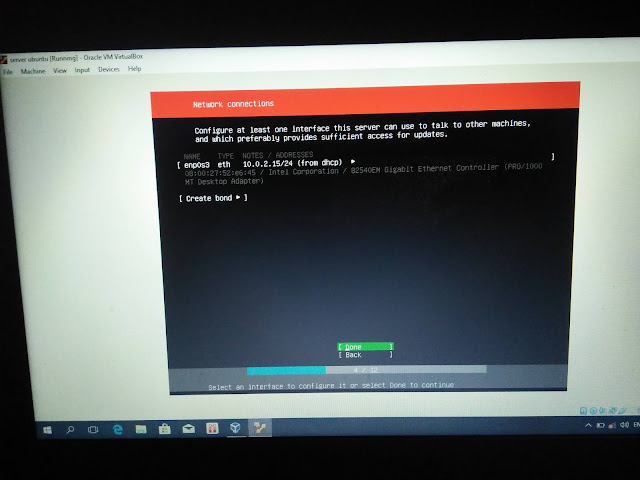 server ubuntu [Running] - Oracle VM VirtualBox
File Machine View Input Devices Help
Network connections
Configure at least one interface this server can use to talk to other machines,
and which preferably provides sufficient access for updates.
NAME TYPE NOTES / ADDRESSES
[ enp0s3 eth 10.0.2.15/24 (from dhcp) ▸ ]
08:00:27:52:e6:45 / Intel Corporation / 82540EM Gigabit Ethernet Controller (PRO/1000
MT Desktop Adapter)
[ Create bond ▸ ]
[ Done ]
[ Back ]
4 / 12
Select an interface to configure it or select Done to continue